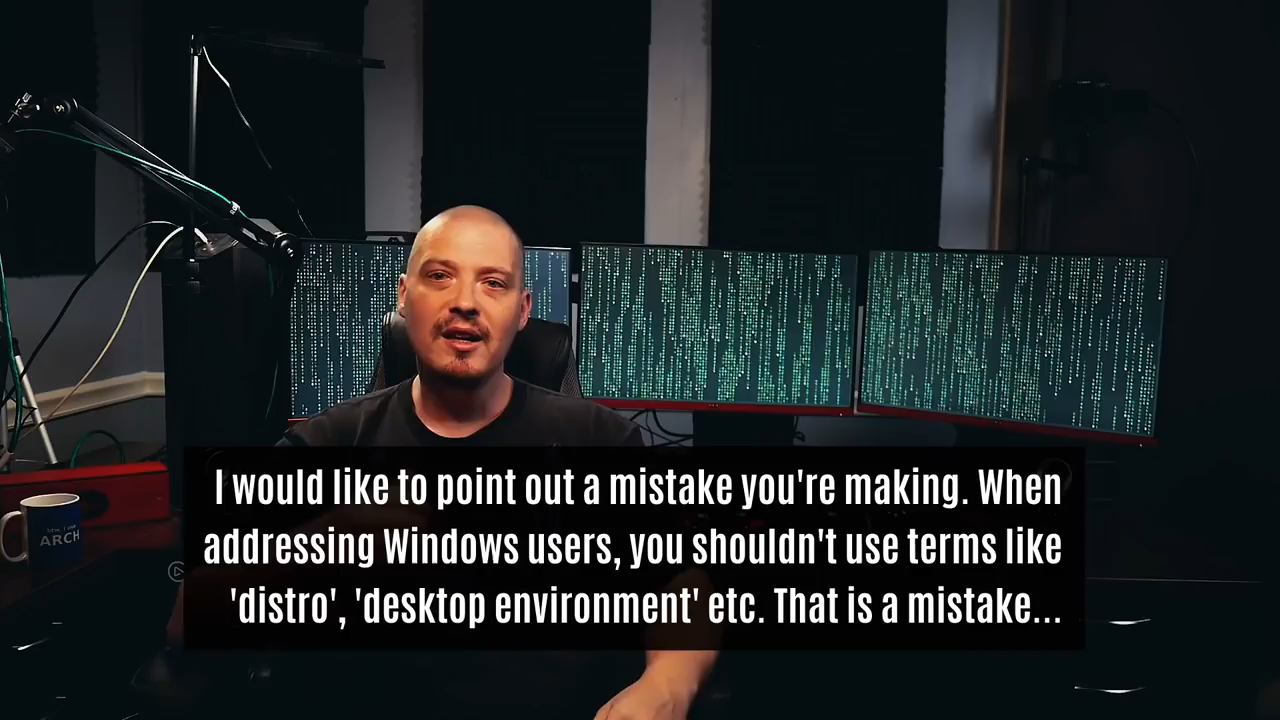 I would like to point out a mistake you're making. When
addressing Windows users, you shouldn't use terms like
'distro', 'desktop environment' etc. That is a mistake...
ARCH